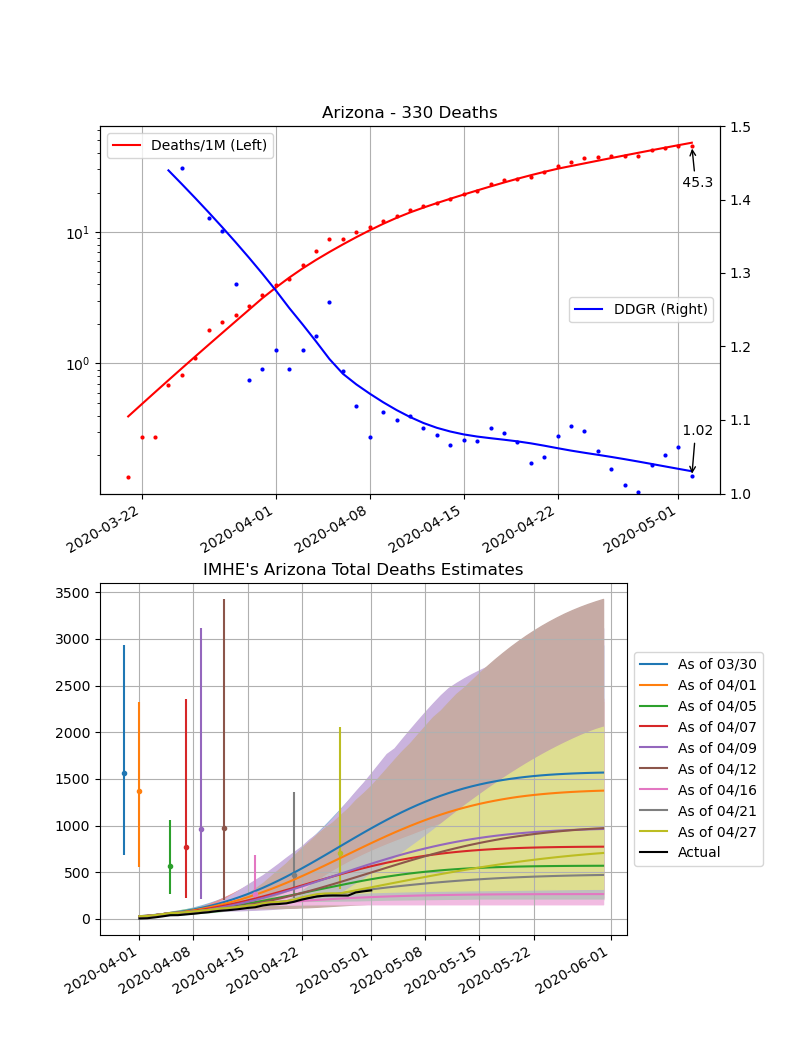 Arizona - 330 Deaths
Deaths/1M (Left)
DDGR (Right)
45.3
1.02
10¹
10⁰
1.5
1.4
1.3
1.2
1.1
1.0
2020-03-22
2020-04-01
2020-04-08
2020-04-15
2020-04-22
2020-05-01
IMHE's Arizona Total Deaths Estimates
3500
3000
2500
2000
1500
1000
500
0
2020-04-01
2020-04-08
2020-04-15
2020-04-22
2020-05-01
2020-05-08
2020-05-15
2020-05-22
2020-06-01
As of 03/30
As of 04/01
As of 04/05
As of 04/07
As of 04/09
As of 04/12
As of 04/16
As of 04/21
As of 04/27
Actual